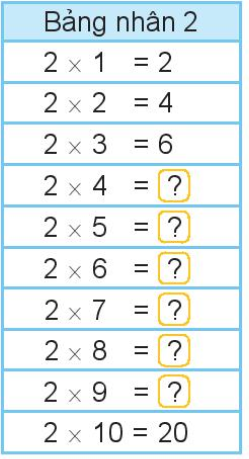 Bảng nhân 2
2 × 1 = 2
2 × 2 = 4
2 × 3 = 6
2 × 4 = ?
2 × 5 = ?
2 × 6 = ?
2 × 7 = ?
2 × 8 = ?
2 × 9 = ?
2 × 10 = 20